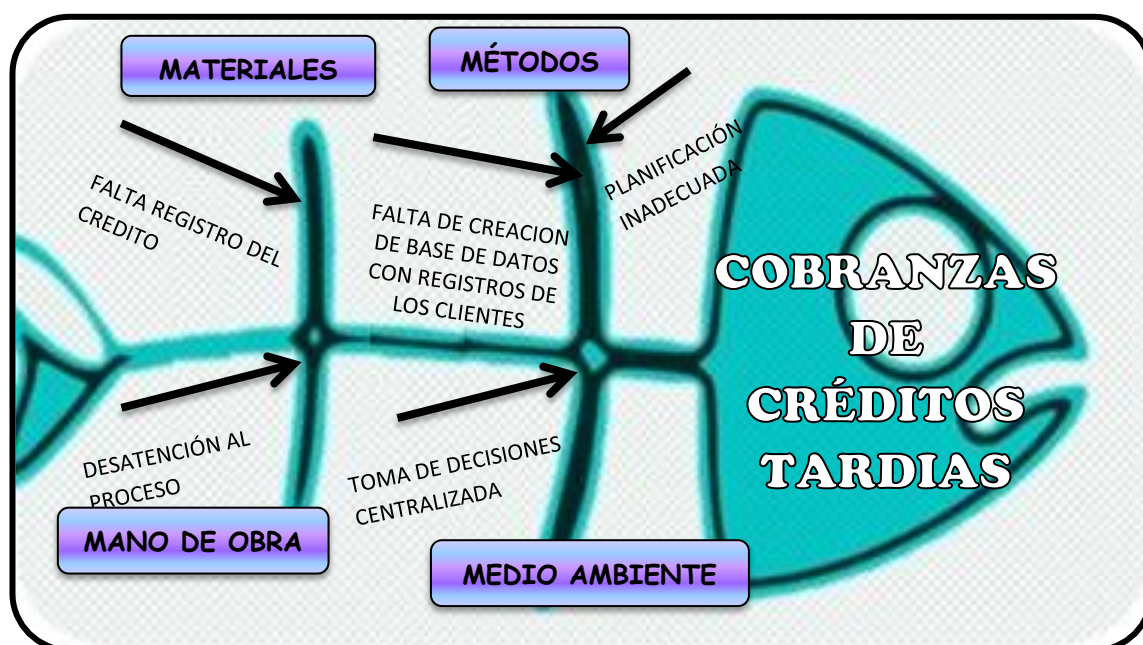 MATERIALES
MÉTODOS
FALTA REGISTRO DEL
CREDITO
FALTA DE CREACION
DE BASE DE DATOS
CON REGISTROS DE
LOS CLIENTES
PLANIFICACIÓN
INADECUADA
COBRANZAS
DE
CRÉDITOS
TARDIAS
DESATENCIÓN AL
PROCESO
TOMA DE DECISIONES
CENTRALIZADA
MANO DE OBRA
MEDIO AMBIENTE